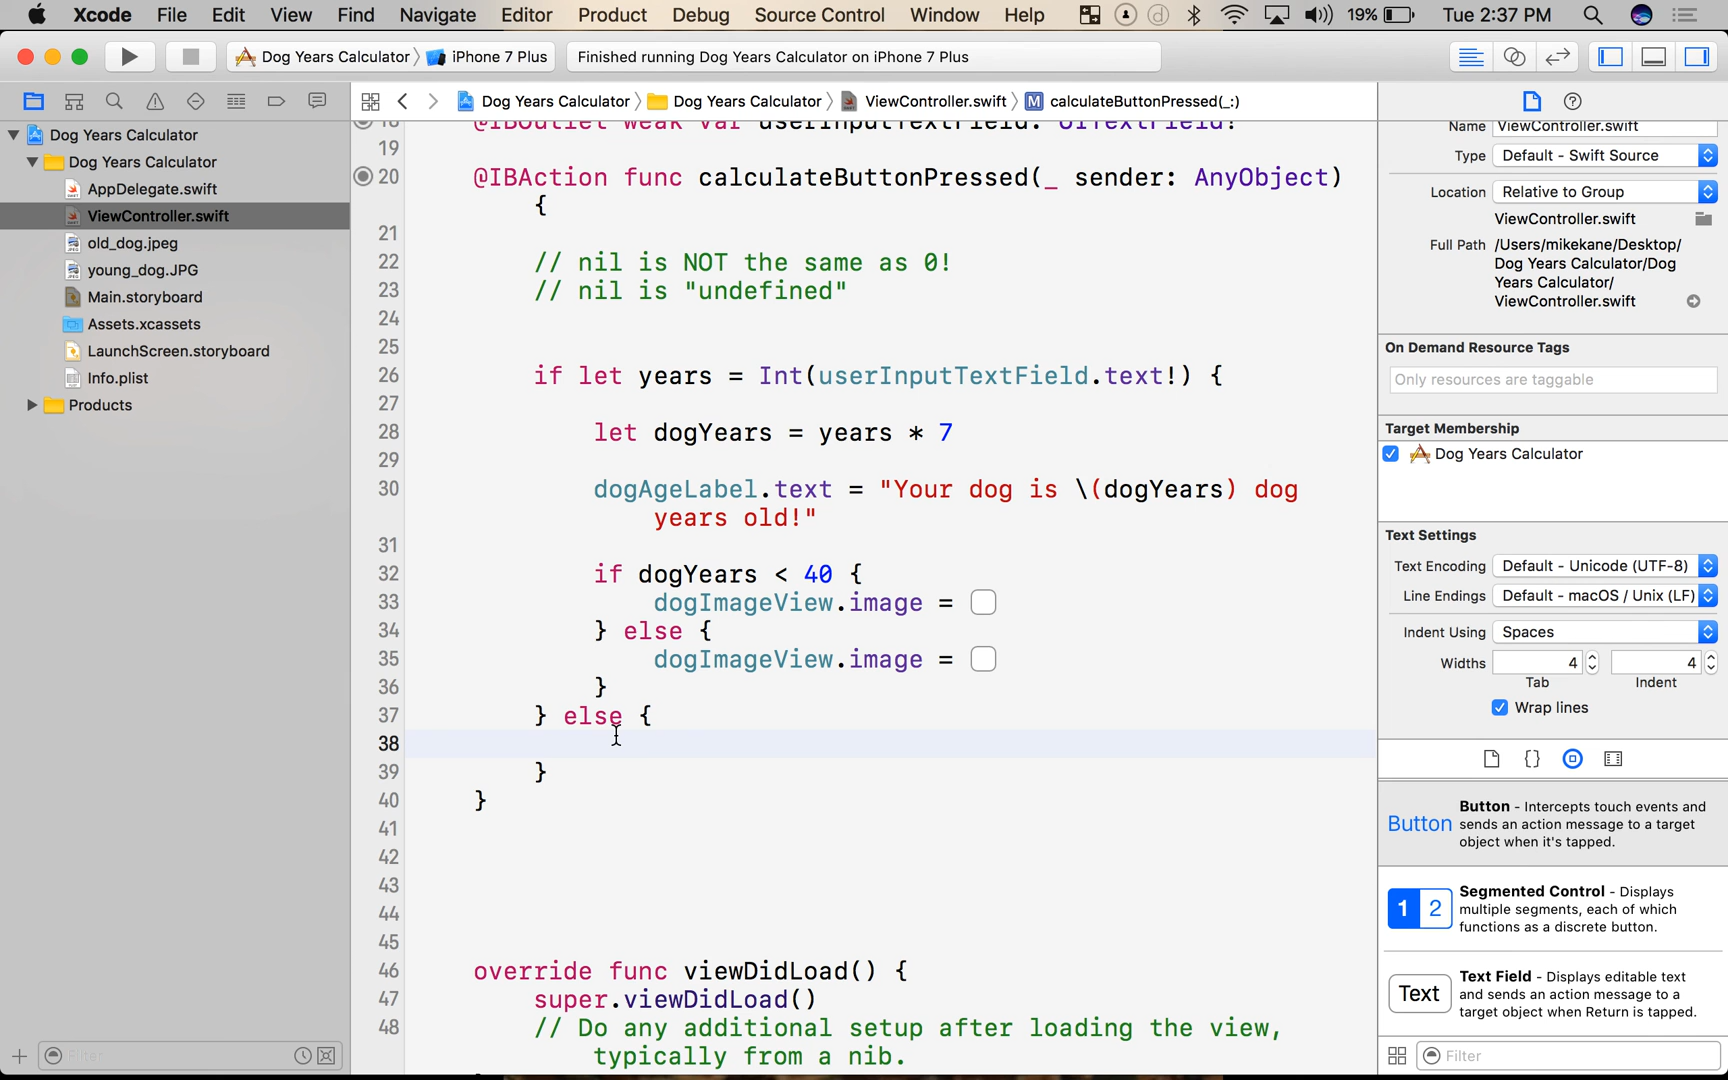 Xcode File Edit View Find Navigate Editor Product Debug Source Control Window Help 19% Tue 2:37 PM
Dog Years Calculator iPhone 7 Plus Finished running Dog Years Calculator on iPhone 7 Plus
Dog Years Calculator Dog Years Calculator ViewController.swift M calculateButtonPressed(_:)
Dog Years Calculator
Dog Years Calculator
AppDelegate.swift
ViewController.swift
old_dog.jpeg
young_dog.JPG
Main.storyboard
Assets.xcassets
LaunchScreen.storyboard
Info.plist
Products
Filter
18 @IBOutlet weak var userInputTextField: UITextField!
19
20 @IBAction func calculateButtonPressed(_ sender: AnyObject)
{
21
22 // nil is NOT the same as 0!
23 // nil is "undefined"
24
25
26 if let years = Int(userInputTextField.text!) {
27
28 let dogYears = years * 7
29
30 dogAgeLabel.text = "Your dog is \(dogYears) dog
years old!"
31
32 if dogYears < 40 {
33 dogImageView.image =
34 } else {
35 dogImageView.image =
36 }
37 } else {
38
39 }
40 }
41
42
43
44
45
46 override func viewDidLoad() {
47 super.viewDidLoad()
48 // Do any additional setup after loading the view,
typically from a nib.
Name ViewController.swift
Type Default - Swift Source
Location Relative to Group
ViewController.swift
Full Path /Users/mikekane/Desktop/
Dog Years Calculator/Dog
Years Calculator/
ViewController.swift
On Demand Resource Tags
Only resources are taggable
Target Membership
Dog Years Calculator
Text Settings
Text Encoding Default - Unicode (UTF-8)
Line Endings Default - macOS / Unix (LF)
Indent Using Spaces
Widths 4 4
Tab Indent
Wrap lines
{}
Button Button - Intercepts touch events and
sends an action message to a target
object when it's tapped.
1 2 Segmented Control - Displays
multiple segments, each of which
functions as a discrete button.
Text Text Field - Displays editable text
and sends an action message to a
target object when Return is tapped.
Filter